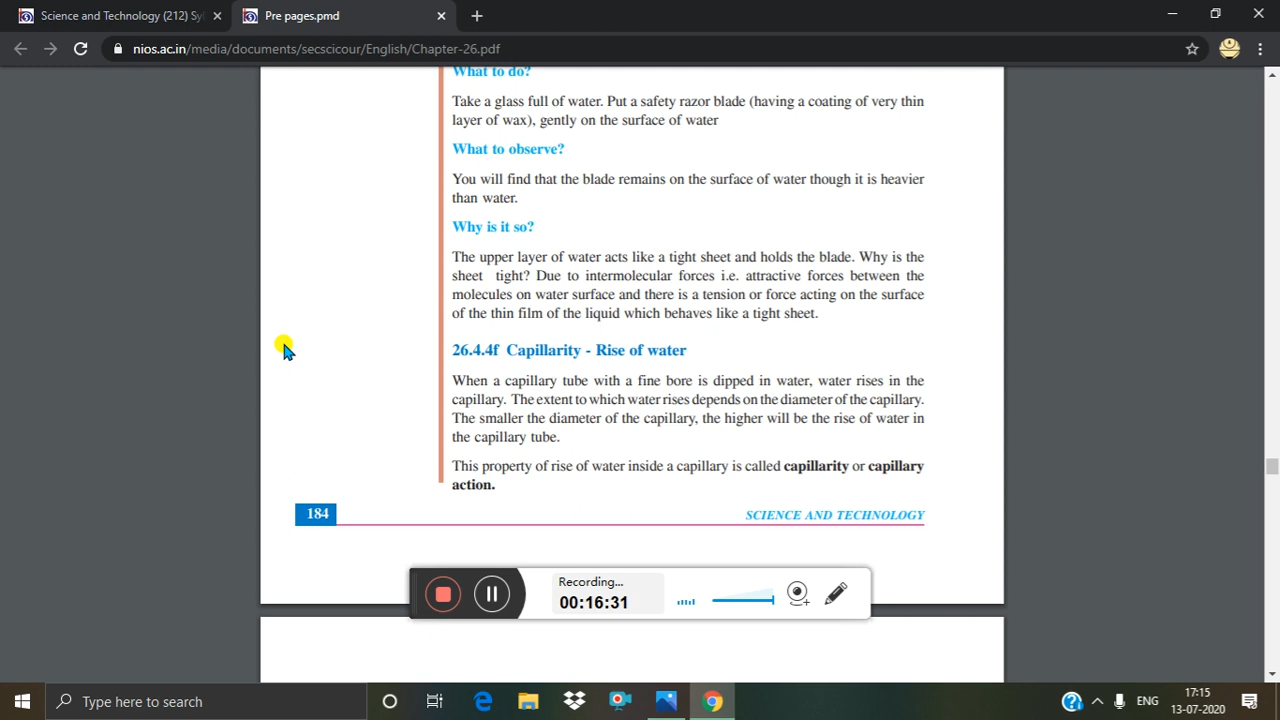 Science and Technology (212) Syl
Pre pages.pmd
nios.ac.in/media/documents/secscicour/English/Chapter-26.pdf
What to do?
Take a glass full of water. Put a safety razor blade (having a coating of very thin
layer of wax), gently on the surface of water
What to observe?
You will find that the blade remains on the surface of water though it is heavier
than water.
Why is it so?
The upper layer of water acts like a tight sheet and holds the blade. Why is the
sheet tight? Due to intermolecular forces i.e. attractive forces between the
molecules on water surface and there is a tension or force acting on the surface
of the thin film of the liquid which behaves like a tight sheet.
26.4.4f Capillarity - Rise of water
When a capillary tube with a fine bore is dipped in water, water rises in the
capillary. The extent to which water rises depends on the diameter of the capillary.
The smaller the diameter of the capillary, the higher will be the rise of water in
the capillary tube.
This property of rise of water inside a capillary is called capillarity or capillary
action.
184
SCIENCE AND TECHNOLOGY
Recording...
00:16:31
Type here to search
ENG
17:15
13-07-2020